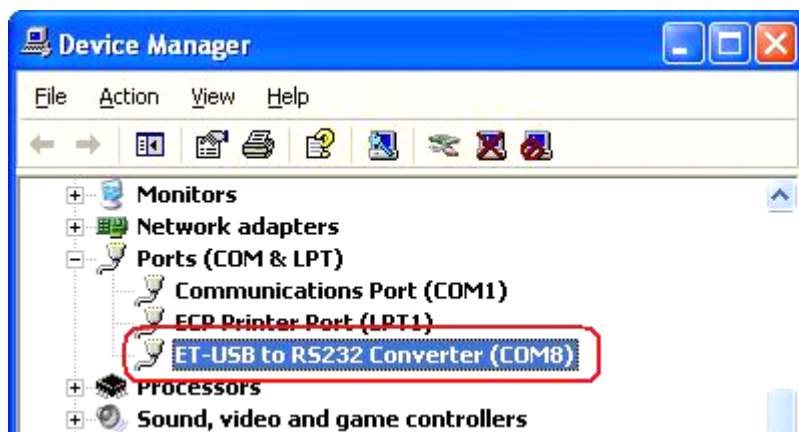 Device Manager
File Action View Help
Monitors
Network adapters
Ports (COM & LPT)
Communications Port (COM1)
ECP Printer Port (LPT1)
ET-USB to RS232 Converter (COM8)
Processors
Sound, video and game controllers